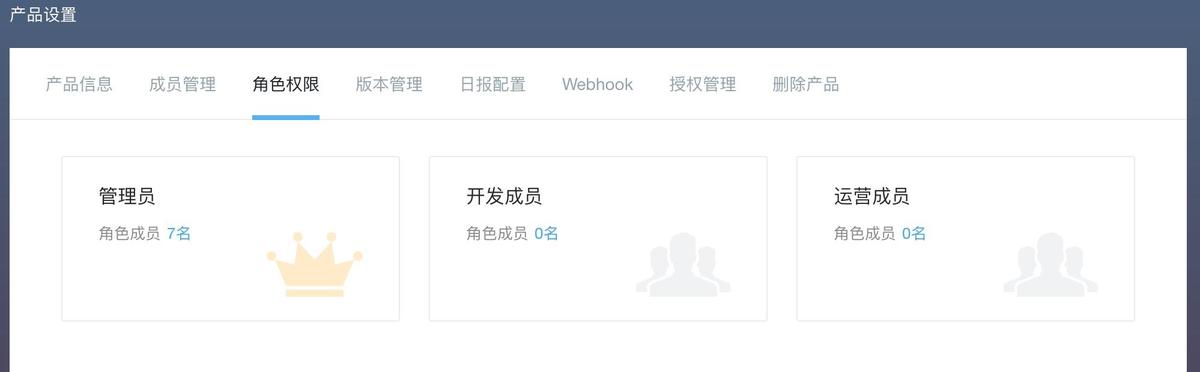 产品设置
产品信息 成员管理 角色权限 版本管理 日报配置 Webhook 授权管理 删除产品
管理员
角色成员 7名
开发成员
角色成员 0名
运营成员
角色成员 0名